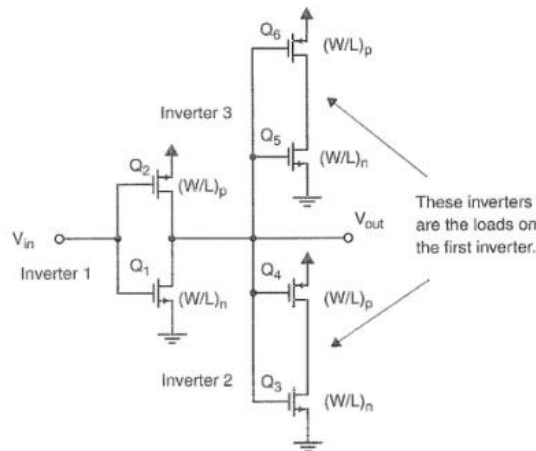 Q6
(W/L)p
Inverter 3
Q5
(W/L)n
Q2
(W/L)p
These inverters
are the loads on
the first inverter.
Vin
Vout
Inverter 1
Q1
(W/L)n
Q4
(W/L)p
Inverter 2
Q3
(W/L)n